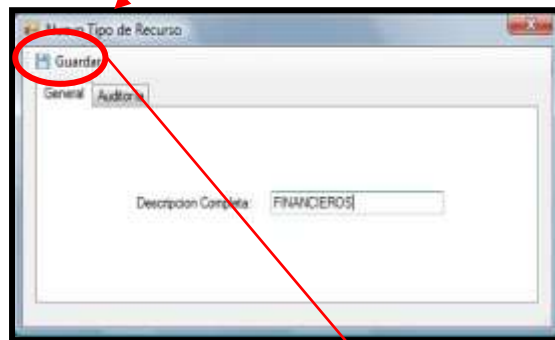 Nuevo Tipo de Recurso
Guardar
General Auditoria
Descripcion Completa: FINANCIEROS